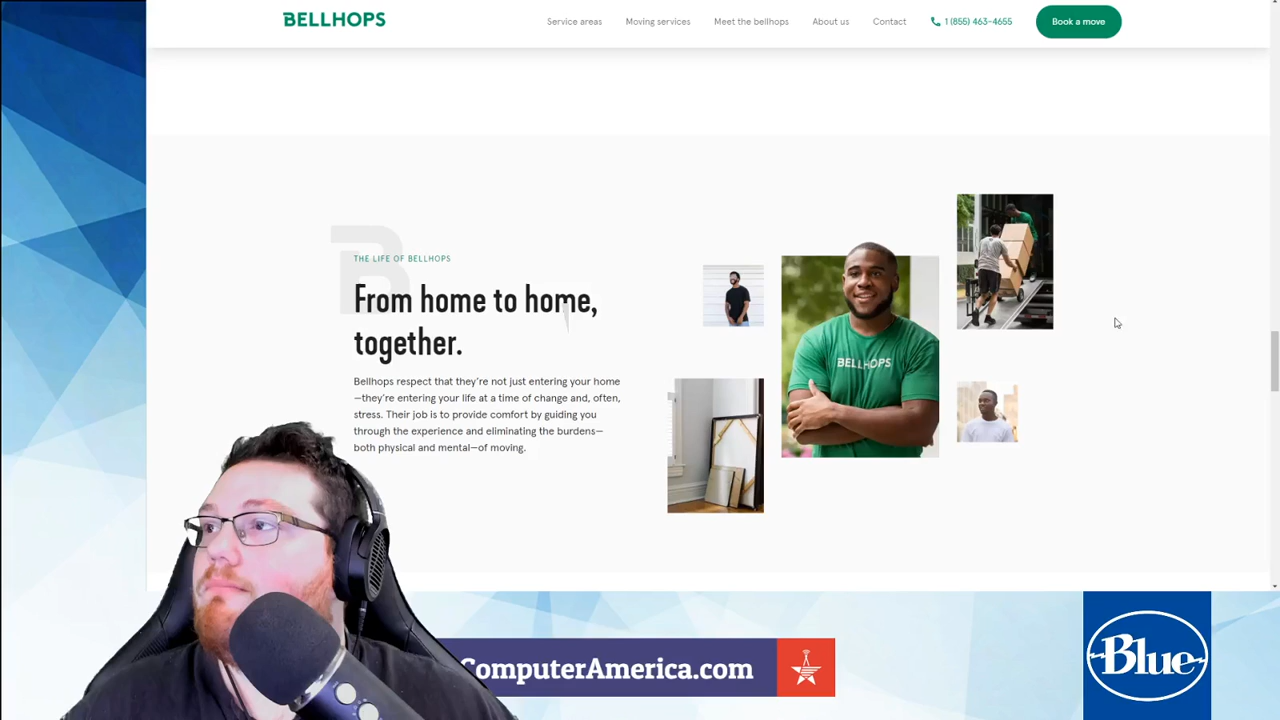 BELLHOPS
Service areas
Moving services
Meet the bellhops
About us
Contact
1 (855) 463-4655
Book a move
B
THE LIFE OF BELLHOPS
From home to home,
together.
Bellhops respect that they're not just entering your home
—they're entering your life at a time of change and, often,
stress. Their job is to provide comfort by guiding you
through the experience and eliminating the burdens—
both physical and mental—of moving.
BELLHOPS
ComputerAmerica.com
Blue